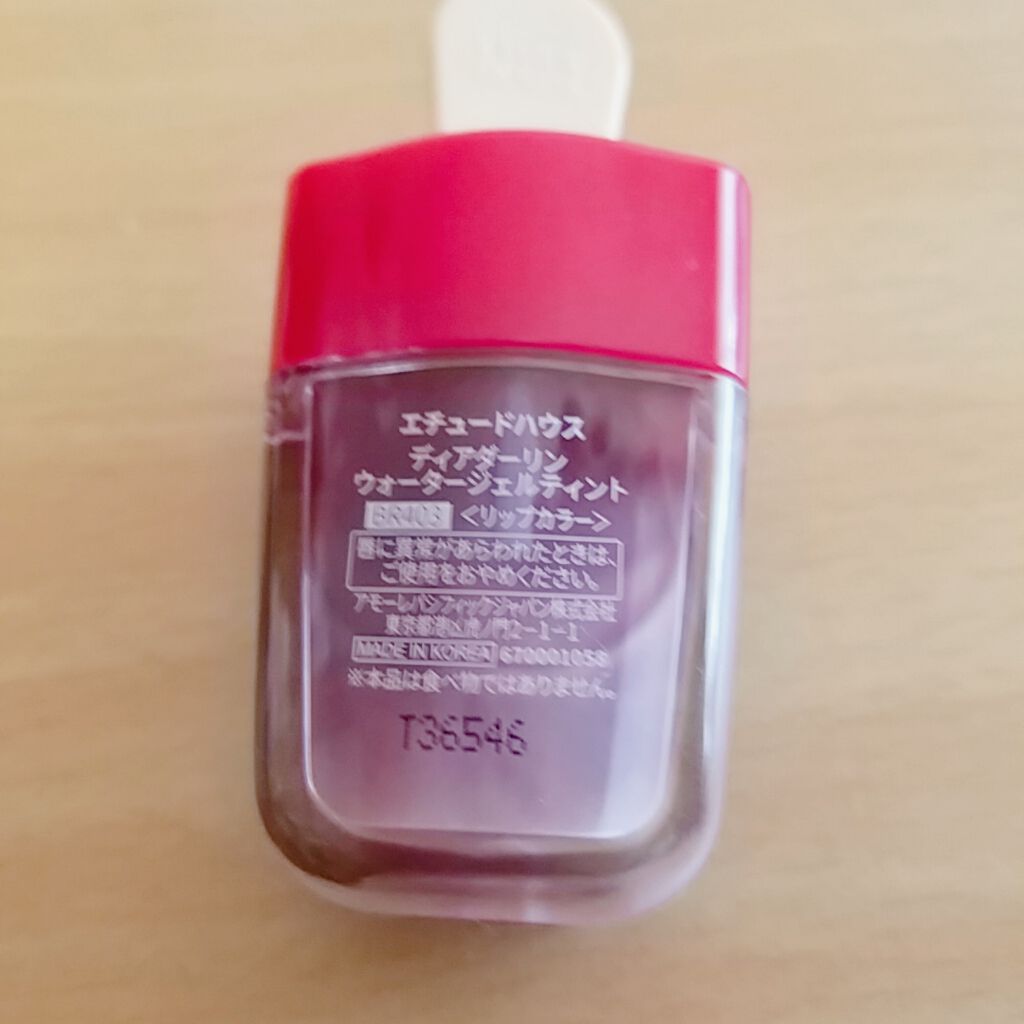 エチュードハウス
ディアダーリン
ウォータージェルティント
BR403 <リップカラー>
唇に異常があらわれたときは、
ご使用をおやめください。
アモーレパシフィックジャパン株式会社
東京都港区虎ノ門2-1-1
MADE IN KOREA 670001058
※本品は食べ物ではありません。
T36546